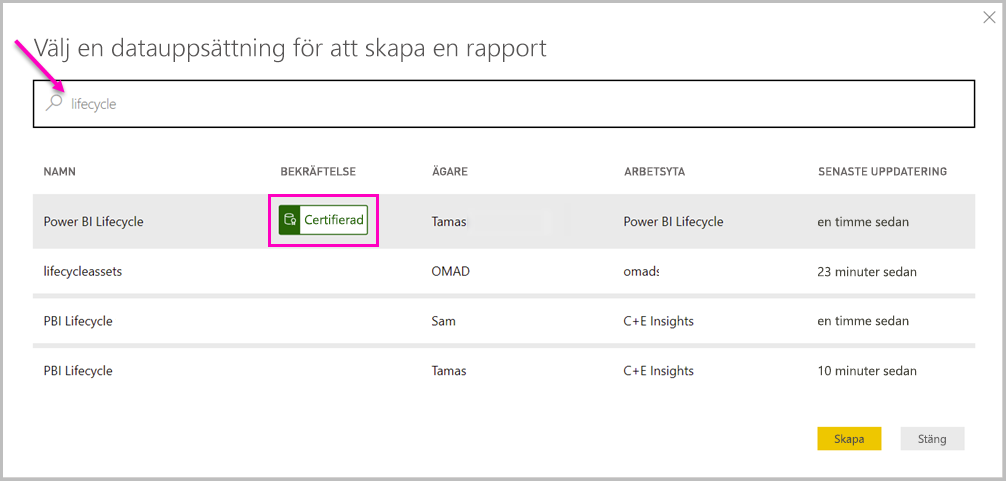 Välj en datauppsättning för att skapa en rapport
lifecycle
NAMN BEKRÄFTELSE ÄGARE ARBETSYTA SENASTE UPPDATERING
Power BI Lifecycle Certifierad Tamas Power BI Lifecycle en timme sedan
lifecycleassets OMAD omads 23 minuter sedan
PBI Lifecycle Sam C+E Insights en timme sedan
PBI Lifecycle Tamas C+E Insights 10 minuter sedan
Skapa Stäng